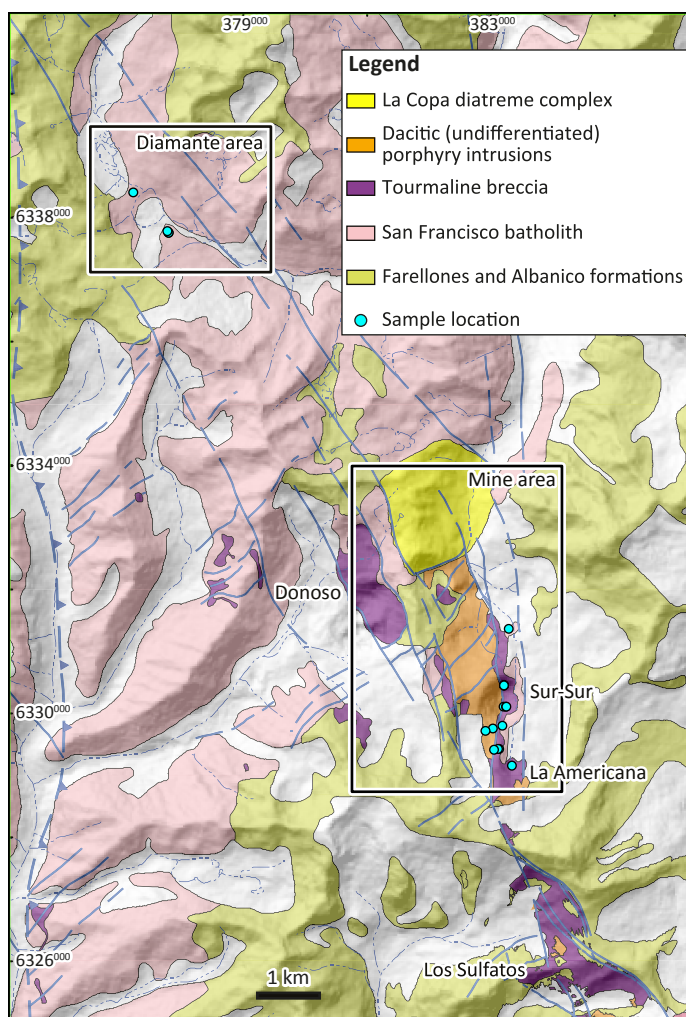 379000
383000
Legend
La Copa diatreme complex
Dacitic (undifferentiated)
porphyry intrusions
Tourmaline breccia
San Francisco batholith
Farellones and Albanico formations
Sample location
Diamante area
6338000
6334000
Mine area
Donoso
Sur-Sur
6330000
La Americana
6326000
Los Sulfatos
1 km